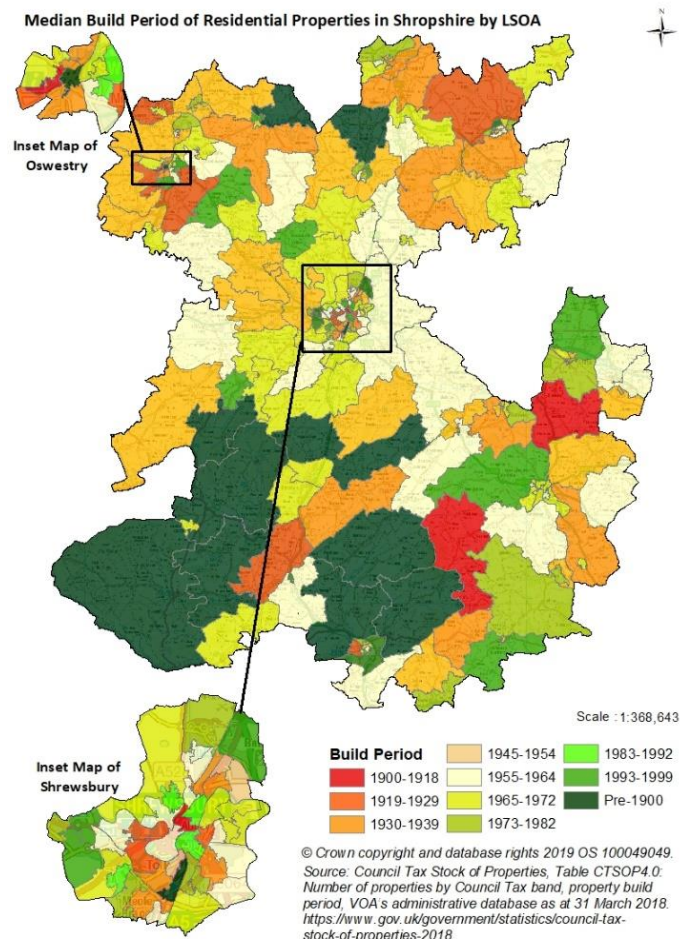 Median Build Period of Residential Properties in Shropshire by LSOA
N
Inset Map of
Oswestry
Inset Map of
Shrewsbury
Scale : 1:368,643
Build Period
1900-1918
1919-1929
1930-1939
1945-1954
1955-1964
1965-1972
1973-1982
1983-1992
1993-1999
Pre-1900
© Crown copyright and database rights 2019 OS 100049049.
Source: Council Tax Stock of Properties, Table CTSOP4.0:
Number of properties by Council Tax band, property build
period, VOA's administrative database as at 31 March 2018.
https://www.gov.uk/government/statistics/council-tax-
stock-of-properties-2018